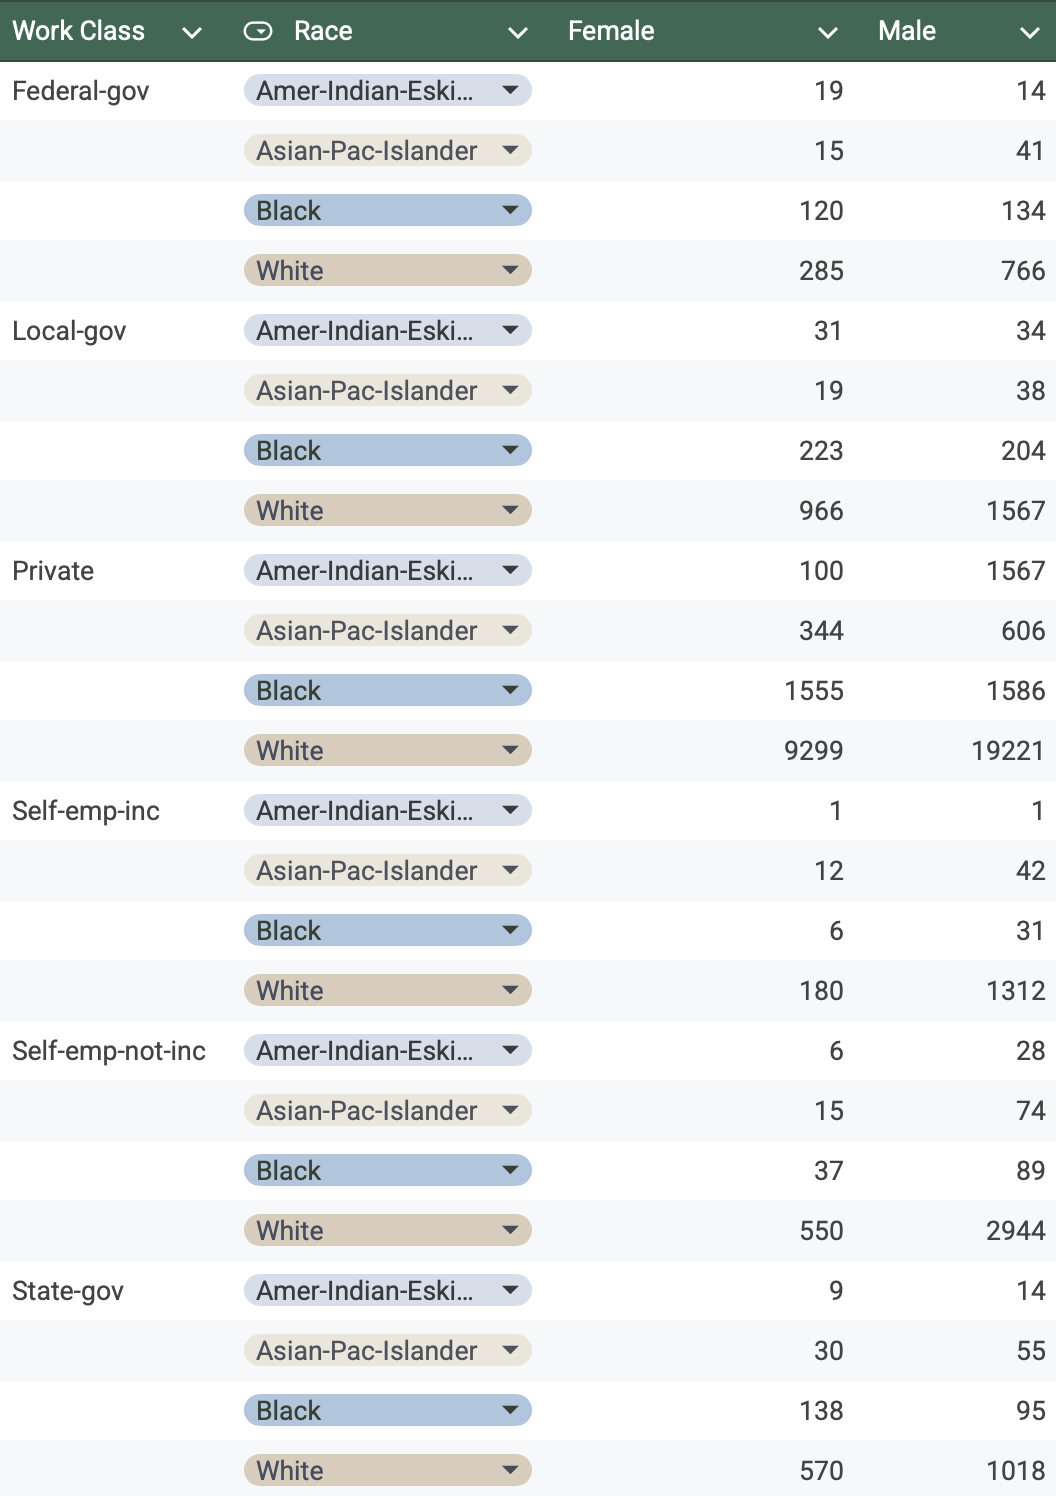 Work Class Race Female Male
Federal-gov Amer-Indian-Eski... 19 14
Asian-Pac-Islander 15 41
Black 120 134
White 285 766
Local-gov Amer-Indian-Eski... 31 34
Asian-Pac-Islander 19 38
Black 223 204
White 966 1567
Private Amer-Indian-Eski... 100 1567
Asian-Pac-Islander 344 606
Black 1555 1586
White 9299 19221
Self-emp-inc Amer-Indian-Eski... 1 1
Asian-Pac-Islander 12 42
Black 6 31
White 180 1312
Self-emp-not-inc Amer-Indian-Eski... 6 28
Asian-Pac-Islander 15 74
Black 37 89
White 550 2944
State-gov Amer-Indian-Eski... 9 14
Asian-Pac-Islander 30 55
Black 138 95
White 570 1018